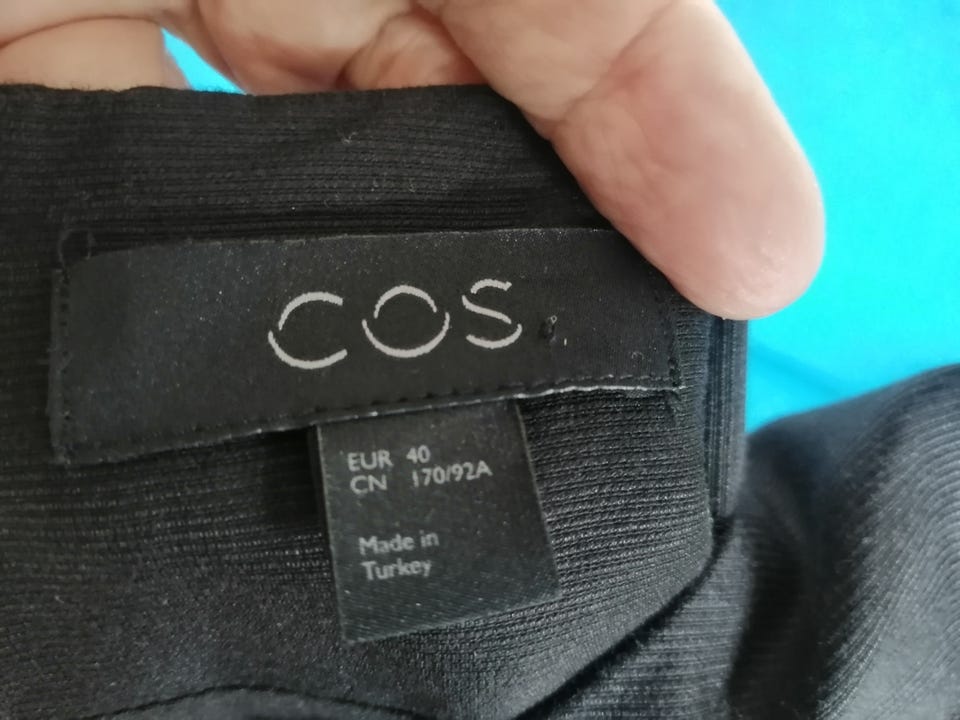 COS
EUR 40
CN 170/92A
Made in
Turkey